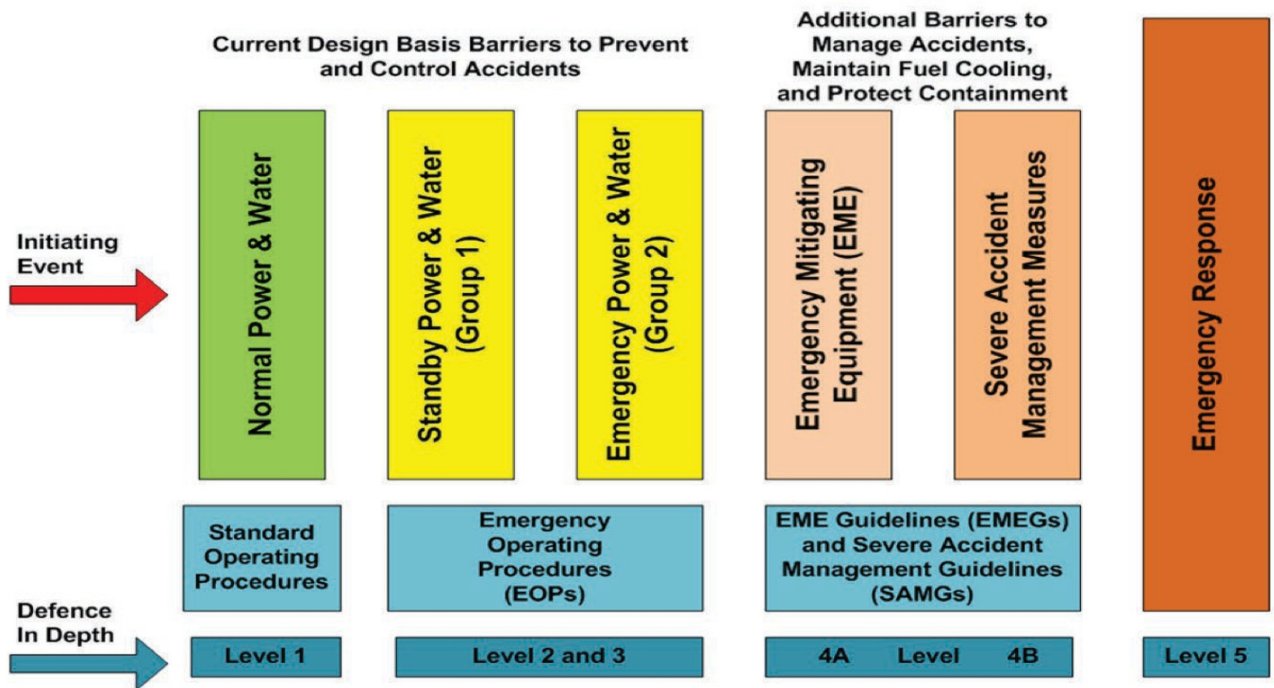 Current Design Basis Barriers to Prevent
and Control Accidents
Additional Barriers to
Manage Accidents,
Maintain Fuel Cooling,
and Protect Containment
Initiating
Event
Normal Power & Water
Standby Power & Water
(Group 1)
Emergency Power & Water
(Group 2)
Emergency Mitigating
Equipment (EME)
Severe Accident
Management Measures
Emergency Response
Standard
Operating
Procedures
Emergency
Operating
Procedures
(EOPs)
EME Guidelines (EMEGs)
and Severe Accident
Management Guidelines
(SAMGs)
Defence
In Depth
Level 1
Level 2 and 3
4A Level 4B
Level 5